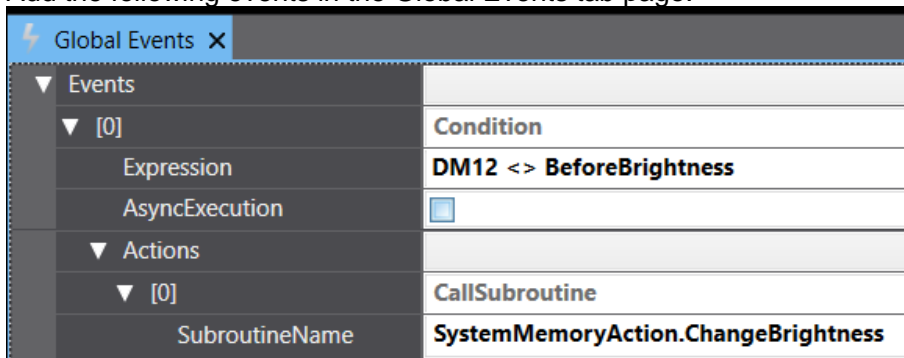 Add the following events in the Global Events tab page.
Global Events X
Events
[0] Condition
Expression DM12 <> BeforeBrightness
AsyncExecution
Actions
[0] CallSubroutine
SubroutineName SystemMemoryAction.ChangeBrightness